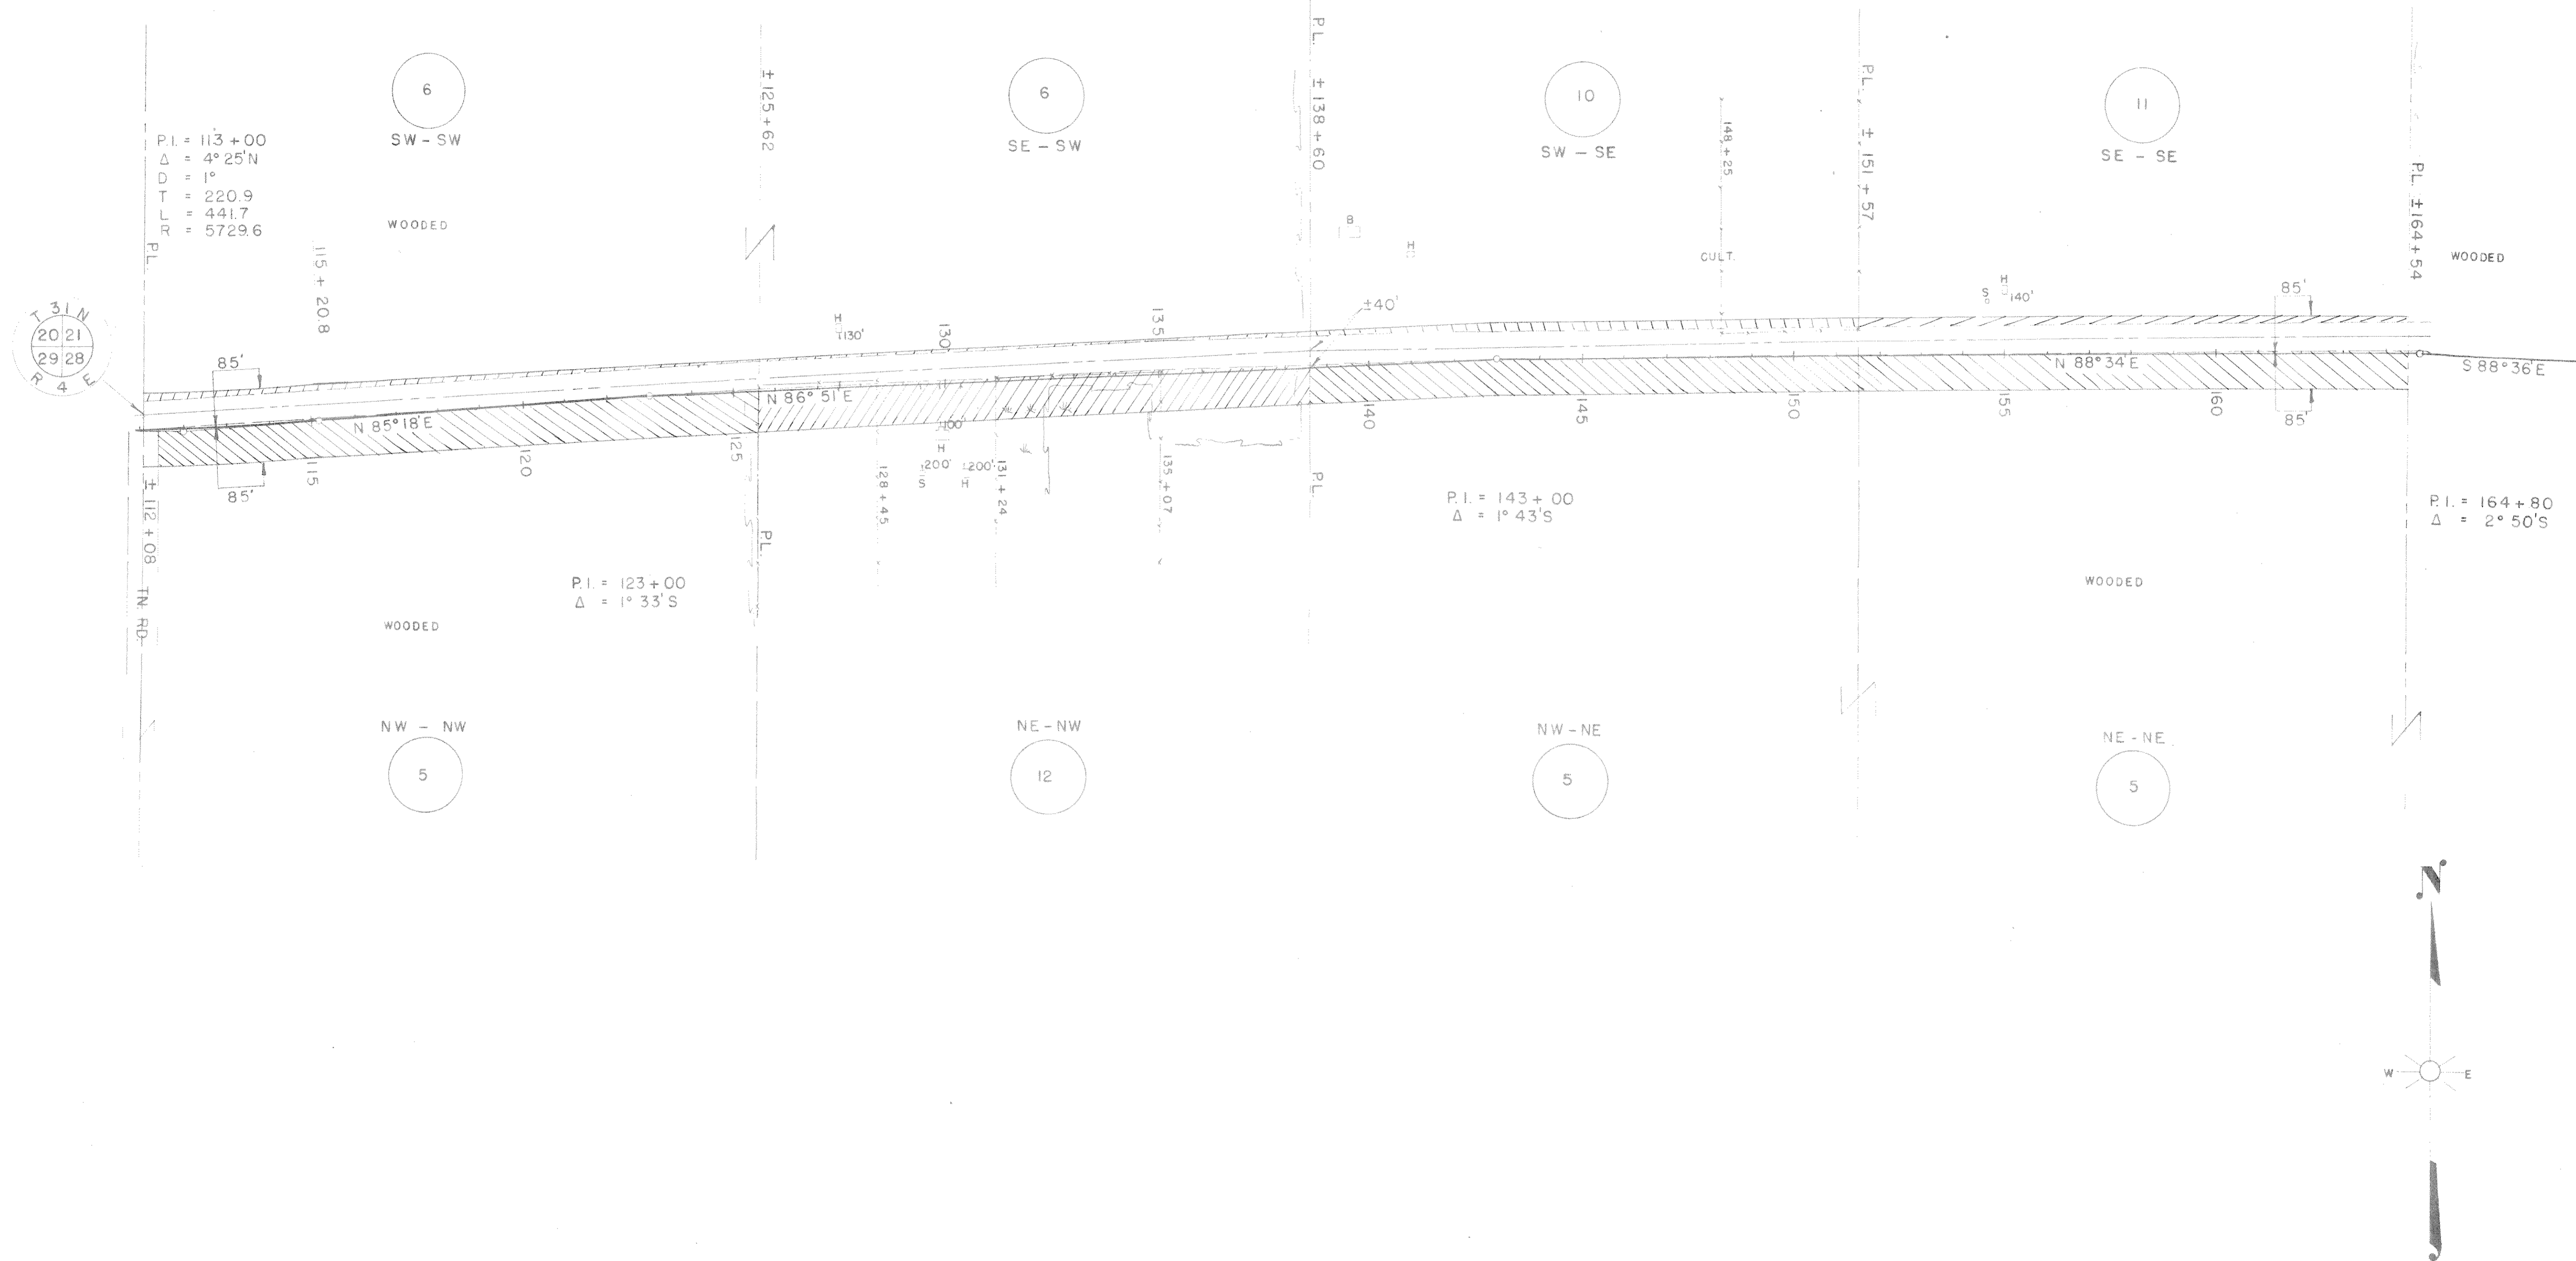 6
SW - SW
6
SE - SW
10
SW - SE
11
SE - SE
P.I. = 113+00
Δ = 4° 25' N
D = 1°
T = 220.9
L = 441.7
R = 5729.6
P.L.
± 125+62
P.L. ± 138+60
148+25
P.L. ± 151+57
P.L. ±164+54
WOODED
WOODED
CULT.
B
H
115 + 20.8
H
130'
130
135
±40'
S
H
140'
85'
T 31 N
20 21
29 28
R 4 E
85'
N 85° 18' E
N 86° 51' E
N 88° 34' E
S 88° 36' E
85'
85'
115
120
125
140
145
150
155
160
H
100'
H
200'
200'
S
H
128+45
131+24
135+07
± 112+08 TN. RD.
P.L.
P.L.
P.I. = 143+00
Δ = 1° 43' S
P.I. = 164+80
Δ = 2° 50' S
P.I. = 123+00
Δ = 1° 33' S
WOODED
WOODED
NW - NW
5
NE - NW
12
NW - NE
5
NE - NE
5
N
W
E
S